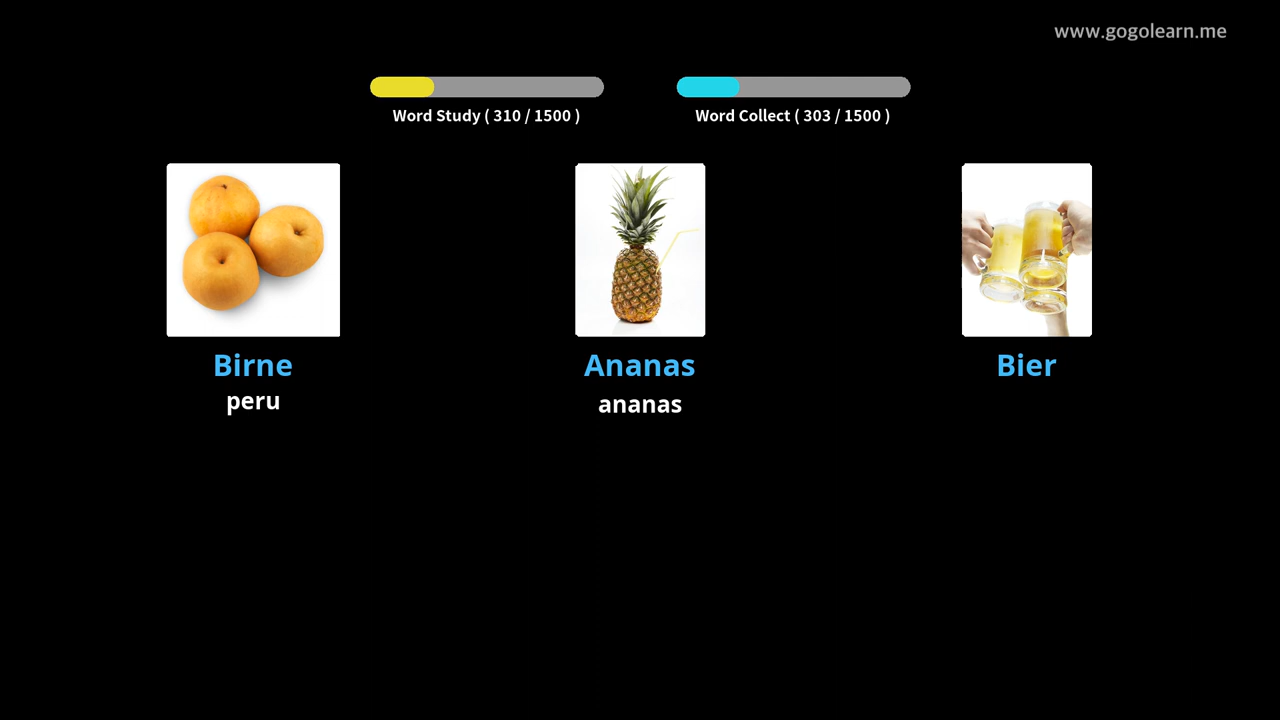 www.gogolearn.me
Word Study ( 310 / 1500 )
Word Collect ( 303 / 1500 )
Birne
peru
Ananas
ananas
Bier